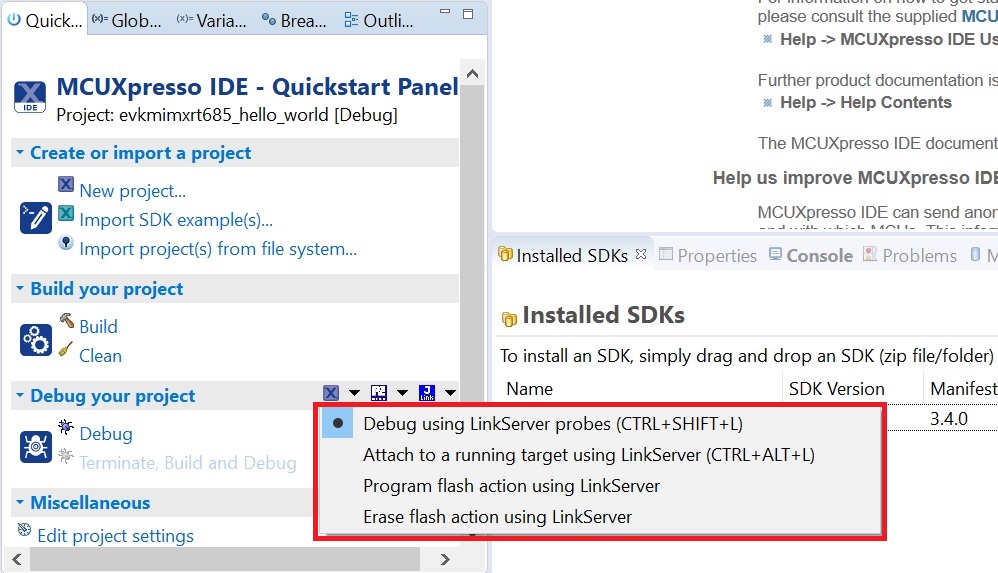 Quick...
(x)= Glob...
(x)= Varia...
Brea...
Outli...
X
IDE
MCUXpresso IDE - Quickstart Panel
Project: evkmimxrt685_hello_world [Debug]
Create or import a project
New project...
Import SDK example(s)...
Import project(s) from file system...
Build your project
Build
Clean
Debug your project
J
Link
Debug
Terminate, Build and Debug
Miscellaneous
Edit project settings
Debug using LinkServer probes (CTRL+SHIFT+L)
Attach to a running target using LinkServer (CTRL+ALT+L)
Program flash action using LinkServer
Erase flash action using LinkServer
please consult the supplied MCU
Help -> MCUXpresso IDE Us
Further product documentation is
Help -> Help Contents
The MCUXpresso IDE document
Help us improve MCUXpresso IDE
MCUXpresso IDE can send anon
Installed SDKs
Properties
Console
Problems
M
Installed SDKs
To install an SDK, simply drag and drop an SDK (zip file/folder)
Name
SDK Version
Manifest
3.4.0